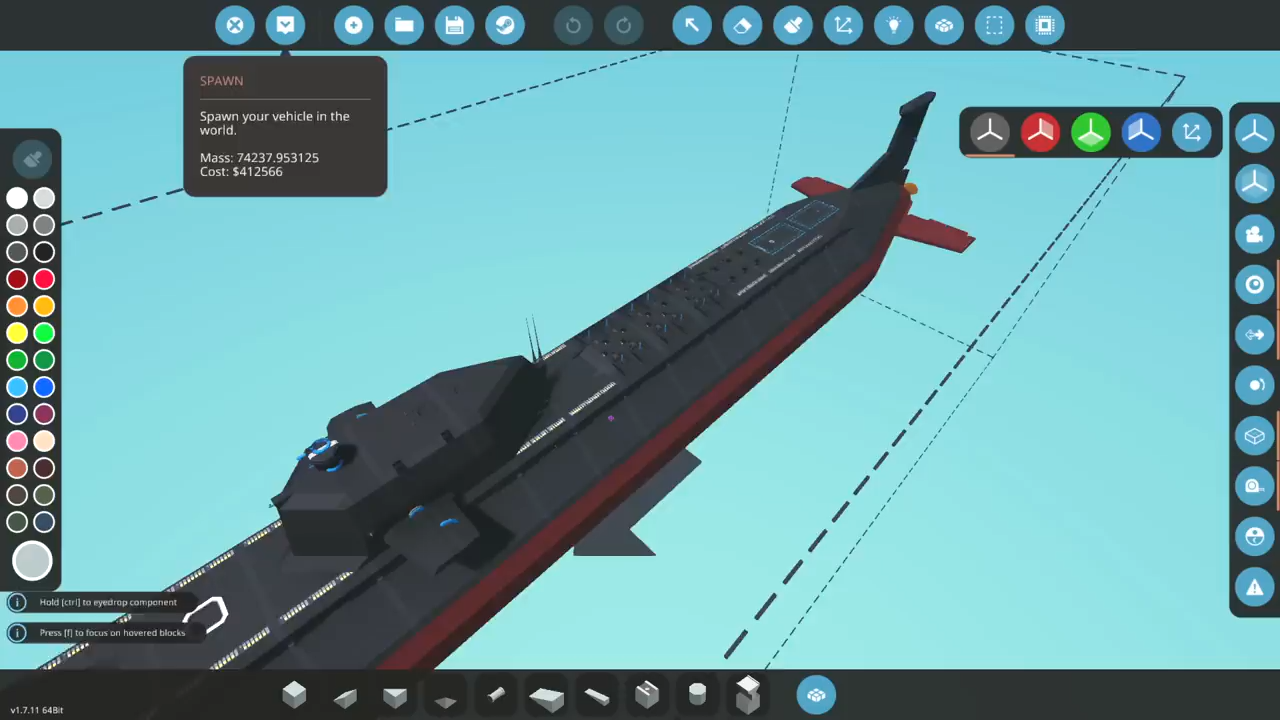 SPAWN
Spawn your vehicle in the
world.
Mass: 74237.953125
Cost: $412566
Hold [ctrl] to eyedrop component
Press [f] to focus on hovered blocks
v1.7.11 64Bit